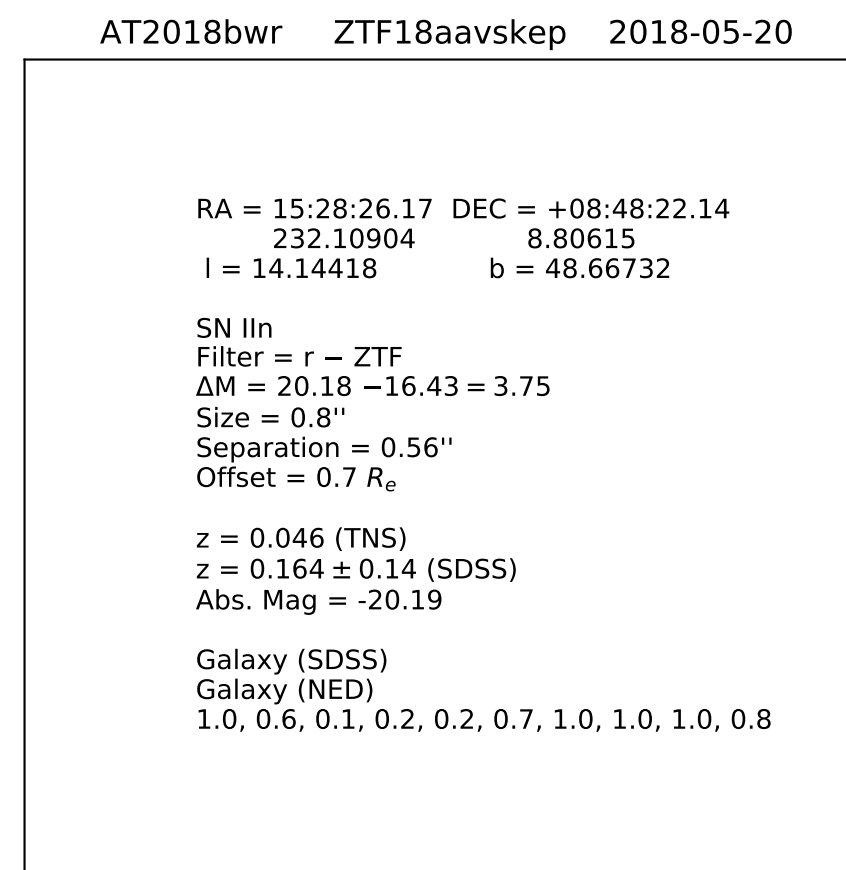 AT2018bwr ZTF18aavskep 2018-05-20
RA = 15:28:26.17 DEC = +08:48:22.14
232.10904 8.80615
l = 14.14418 b = 48.66732
SN IIn
Filter = r − ZTF
ΔM = 20.18 −16.43 = 3.75
Size = 0.8''
Separation = 0.56''
Offset = 0.7 Rₑ
z = 0.046 (TNS)
z = 0.164 ± 0.14 (SDSS)
Abs. Mag = -20.19
Galaxy (SDSS)
Galaxy (NED)
1.0, 0.6, 0.1, 0.2, 0.2, 0.7, 1.0, 1.0, 1.0, 0.8